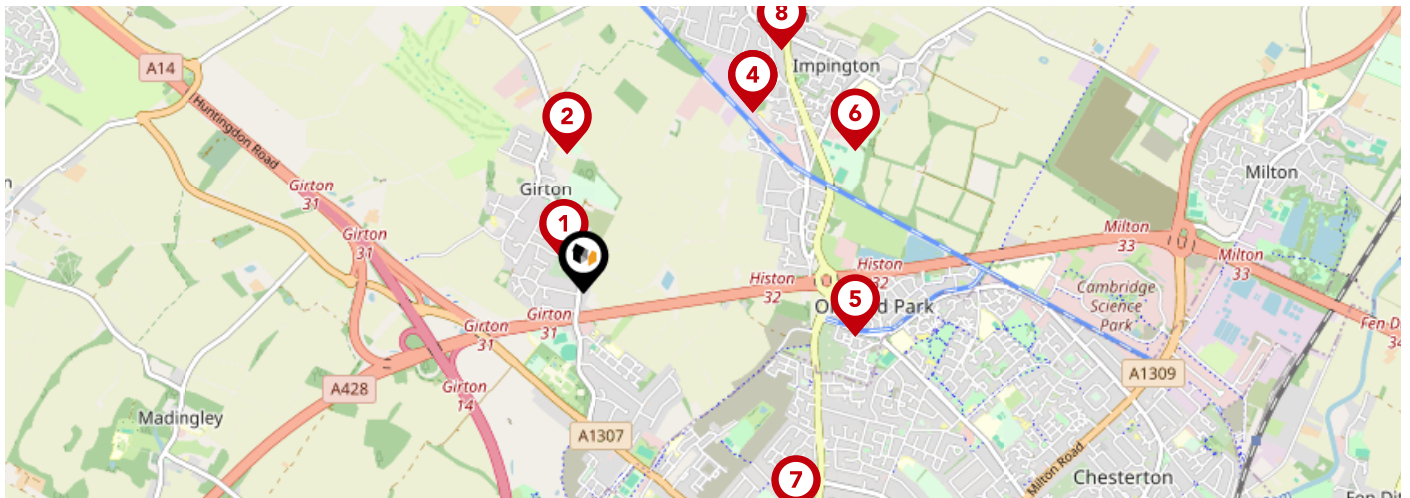 8
Impington
A14
4
Huntingdon Road
2
6
Milton
Girton
31
Girton
1
Girton
31
Milton
33
Milton
33
Histon
32
Histon
32
Cambridge
Science
Park
5
Park
Girton
31
Girton
31
A428
Girton
14
A1309
34
Madingley
A1307
7
Milton Road
Chesterton